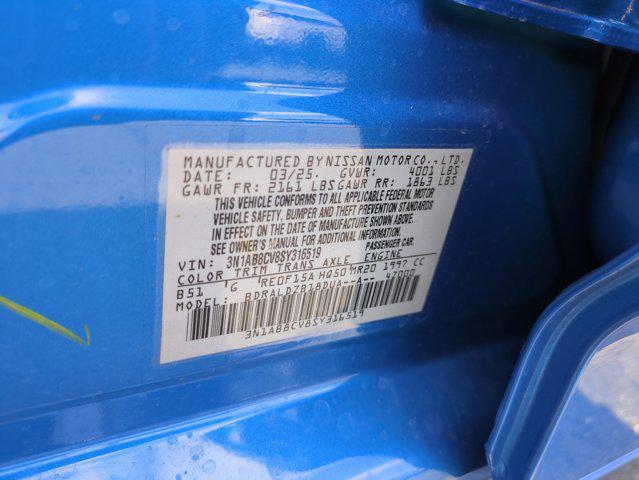 MANUFACTURED BY NISSAN MOTOR CO., LTD.
DATE: 03/25. GVWR: 4001 LBS
GAWR FR: 2161 LBS GAWR RR: 1863 LBS
THIS VEHICLE CONFORMS TO ALL APPLICABLE FEDERAL MOTOR
VEHICLE SAFETY, BUMPER AND THEFT PREVENTION STANDARDS
IN EFFECT ON THE DATE OF MANUFACTURE SHOWN ABOVE.
SEE OWNER'S MANUAL FOR ADDITIONAL INFORMATION.
VIN: 3N1AB8CV8SY316519 PASSENGER CAR.
COLOR TRIM TRANS AXLE ENGINE
B51 G RE0F15A HQ50 MR20 1997 CC
MODEL: BDRALDZB18DUA--A-- 47000
3N1AB8CV8SY316519